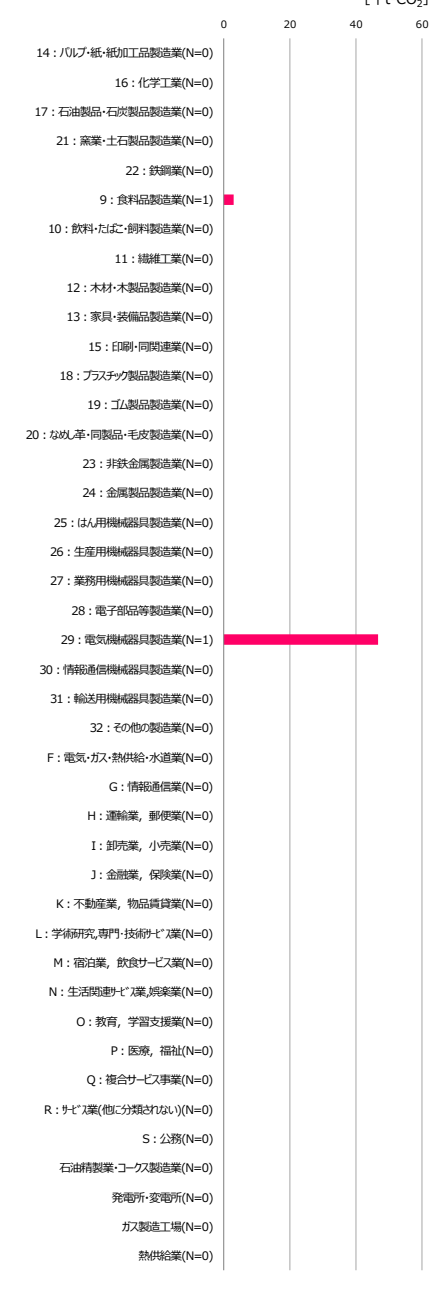 [千t-CO₂]
0 20 40 60
14：パルプ・紙・紙加工品製造業(N=0)
16：化学工業(N=0)
17：石油製品・石炭製品製造業(N=0)
21：窯業・土石製品製造業(N=0)
22：鉄鋼業(N=0)
9：食料品製造業(N=1)
10：飲料・たばこ・飼料製造業(N=0)
11：繊維工業(N=0)
12：木材・木製品製造業(N=0)
13：家具・装備品製造業(N=0)
15：印刷・同関連業(N=0)
18：プラスチック製品製造業(N=0)
19：ゴム製品製造業(N=0)
20：なめし革・同製品・毛皮製造業(N=0)
23：非鉄金属製造業(N=0)
24：金属製品製造業(N=0)
25：はん用機械器具製造業(N=0)
26：生産用機械器具製造業(N=0)
27：業務用機械器具製造業(N=0)
28：電子部品等製造業(N=0)
29：電気機械器具製造業(N=1)
30：情報通信機械器具製造業(N=0)
31：輸送用機械器具製造業(N=0)
32：その他の製造業(N=0)
F：電気・ガス・熱供給・水道業(N=0)
G：情報通信業(N=0)
H：運輸業，郵便業(N=0)
I：卸売業，小売業(N=0)
J：金融業，保険業(N=0)
K：不動産業，物品賃貸業(N=0)
L：学術研究,専門・技術ｻｰﾋﾞｽ業(N=0)
M：宿泊業，飲食サービス業(N=0)
N：生活関連ｻｰﾋﾞｽ業,娯楽業(N=0)
O：教育，学習支援業(N=0)
P：医療，福祉(N=0)
Q：複合サービス事業(N=0)
R：ｻｰﾋﾞｽ業(他に分類されない)(N=0)
S：公務(N=0)
石油精製業・コークス製造業(N=0)
発電所・変電所(N=0)
ガス製造工場(N=0)
熱供給業(N=0)